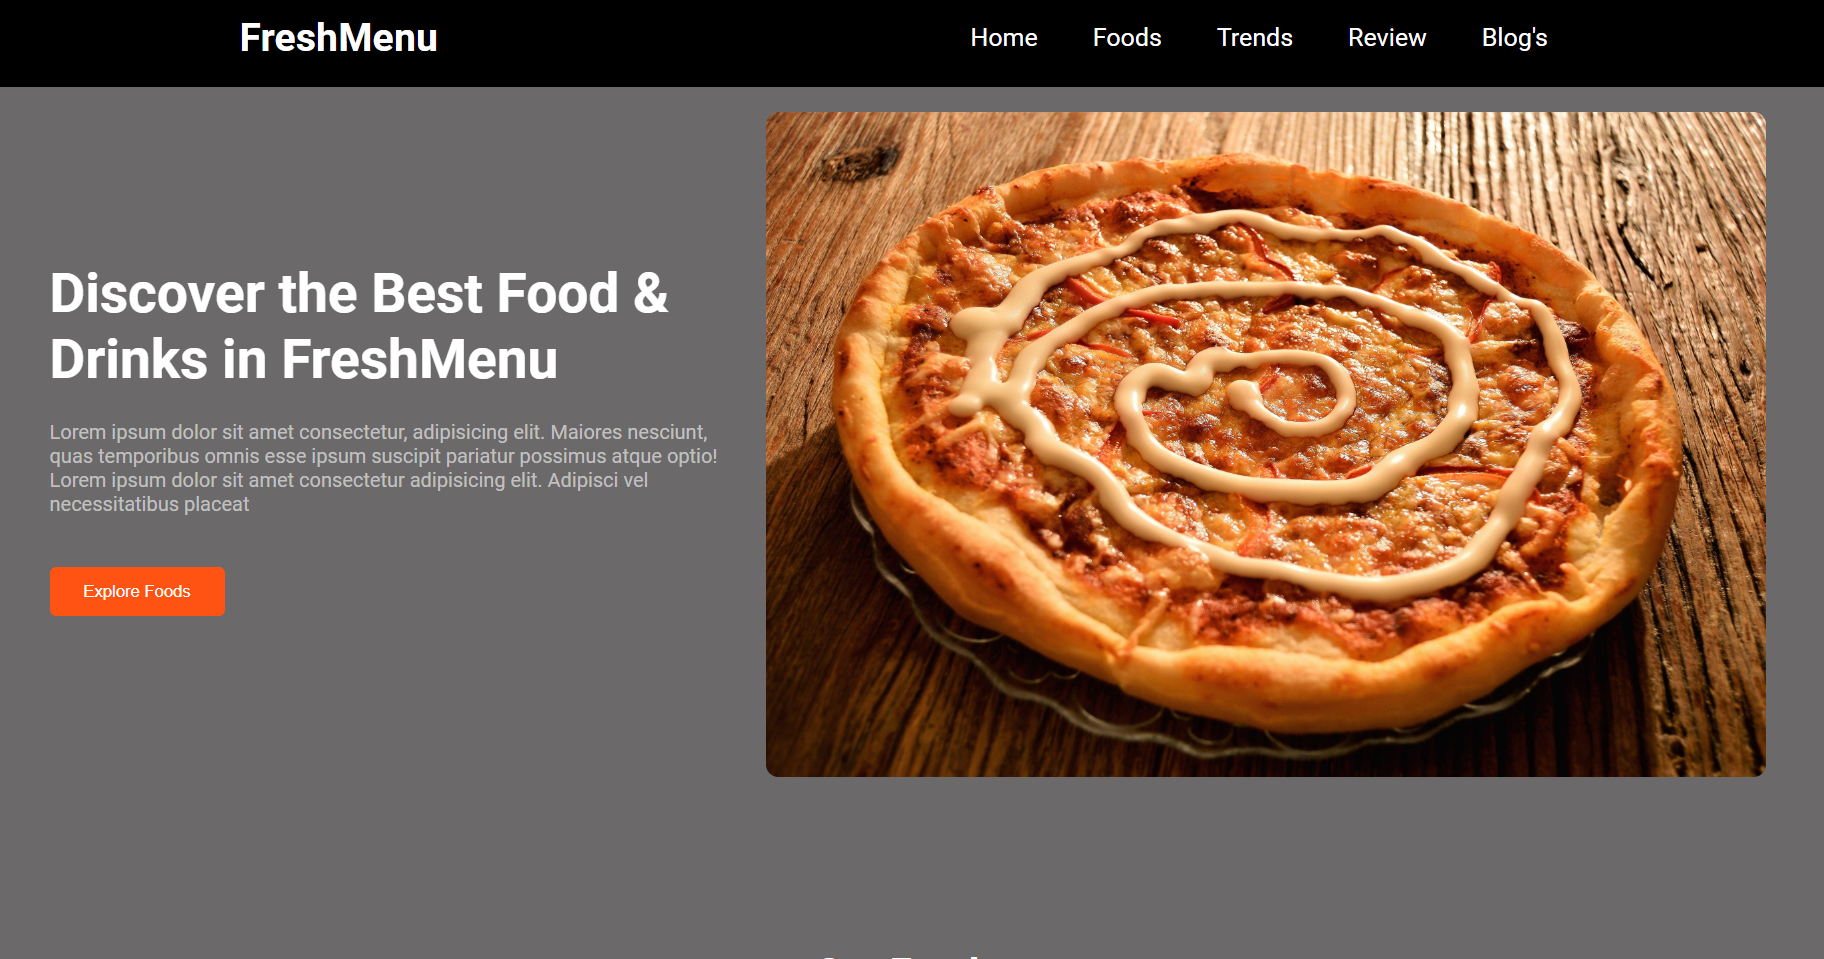 FreshMenu
Home Foods Trends Review Blog's
Discover the Best Food &
Drinks in FreshMenu
Lorem ipsum dolor sit amet consectetur, adipisicing elit. Maiores nesciunt,
quas temporibus omnis esse ipsum suscipit pariatur possimus atque optio!
Lorem ipsum dolor sit amet consectetur adipisicing elit. Adipisci vel
necessitatibus placeat
Explore Foods